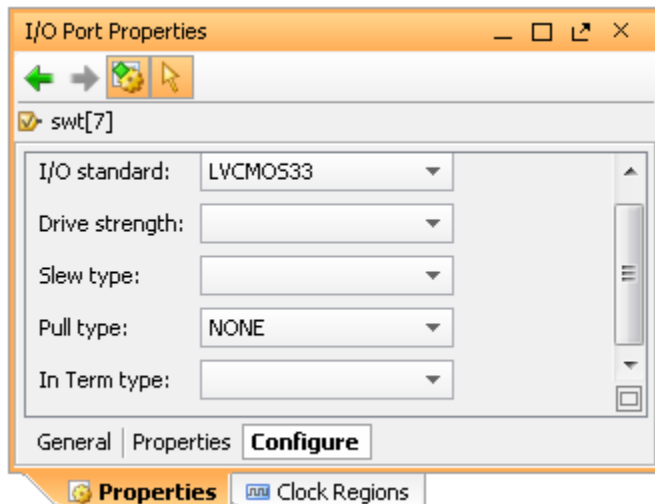 I/O Port Properties
swt[7]
I/O standard: LVCMOS33
Drive strength:
Slew type:
Pull type: NONE
In Term type:
General Properties Configure
Properties Clock Regions